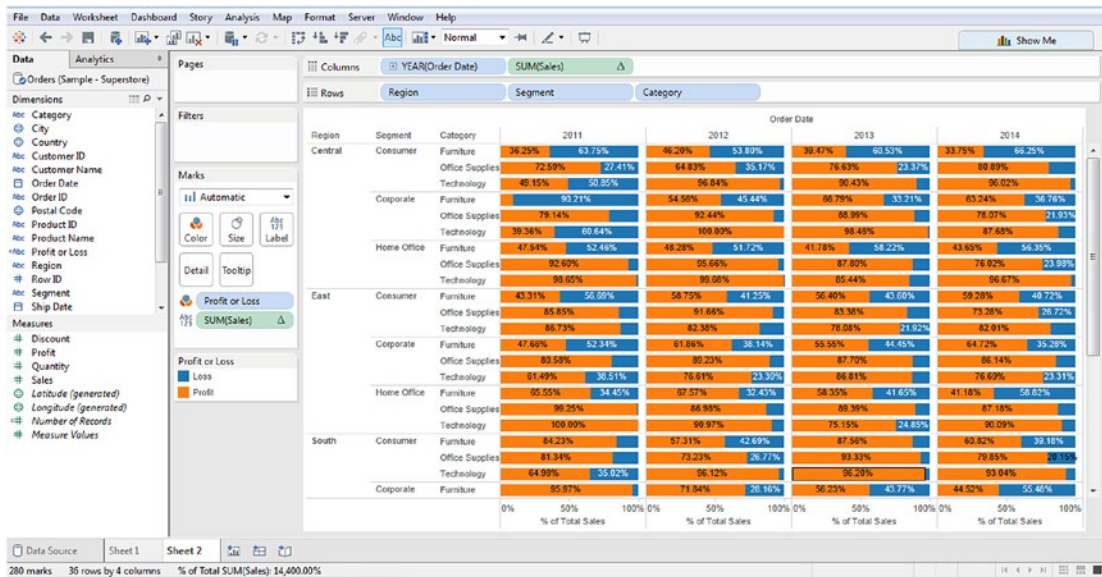 File Data Worksheet Dashboard Story Analysis Map Format Server Window Help
Abc Normal Show Me
Data Analytics
Orders (Sample - Superstore)
Dimensions
Abc Category
City
Country
Abc Customer ID
Abc Customer Name
Order Date
Abc Order ID
Postal Code
Abc Product ID
Abc Product Name
=Abc Profit or Loss
Abc Region
# Row ID
Abc Segment
Ship Date
Measures
# Discount
# Profit
# Quantity
# Sales
Latitude (generated)
Longitude (generated)
=# Number of Records
# Measure Values
Pages
Filters
Marks
Automatic
Color Size Abc 123 Label
Detail Tooltip
Profit or Loss
Abc 123 SUM(Sales) Δ
Profit or Loss
Loss
Profit
Columns YEAR(Order Date) SUM(Sales) Δ
Rows Region Segment Category
Order Date
Region Segment Category 2011 2012 2013 2014
Central Consumer Furniture 36.25% 63.75% 46.20% 53.80% 39.47% 60.53% 33.75% 66.25%
Office Supplies 72.59% 27.41% 64.83% 35.17% 76.63% 23.37% 80.89%
Technology 49.15% 50.85% 96.84% 90.43% 96.02%
Corporate Furniture 90.21% 54.56% 45.44% 66.79% 33.21% 63.24% 36.76%
Office Supplies 79.14% 92.44% 88.99% 78.07% 21.93%
Technology 39.36% 60.64% 100.00% 98.46% 87.68%
Home Office Furniture 47.54% 52.46% 48.28% 51.72% 41.78% 58.22% 43.65% 56.35%
Office Supplies 92.60% 95.66% 87.80% 76.02% 23.98%
Technology 98.65% 99.66% 85.44% 96.67%
East Consumer Furniture 43.31% 56.69% 58.75% 41.25% 56.40% 43.60% 59.28% 40.72%
Office Supplies 85.85% 91.66% 83.38% 73.28% 26.72%
Technology 86.73% 82.38% 78.08% 21.92% 82.01%
Corporate Furniture 47.66% 52.34% 61.86% 38.14% 55.55% 44.45% 64.72% 35.28%
Office Supplies 80.58% 89.23% 87.70% 86.14%
Technology 61.49% 38.51% 76.61% 23.39% 86.81% 76.69% 23.31%
Home Office Furniture 65.55% 34.45% 67.57% 32.43% 58.35% 41.65% 41.18% 58.82%
Office Supplies 99.25% 86.98% 89.39% 87.18%
Technology 100.00% 90.97% 75.15% 24.85% 90.09%
South Consumer Furniture 84.23% 57.31% 42.69% 87.56% 60.82% 39.18%
Office Supplies 81.34% 73.23% 26.77% 93.33% 79.85% 20.15%
Technology 64.98% 35.02% 96.12% 96.20% 93.04%
Corporate Furniture 95.97% 71.84% 28.16% 56.23% 43.77% 44.52% 55.48%
0% 50% 100% 0% 50% 100% 0% 50% 100% 0% 50% 100%
% of Total Sales % of Total Sales % of Total Sales % of Total Sales
Data Source Sheet 1 Sheet 2
280 marks 36 rows by 4 columns % of Total SUM(Sales): 14,400.00%